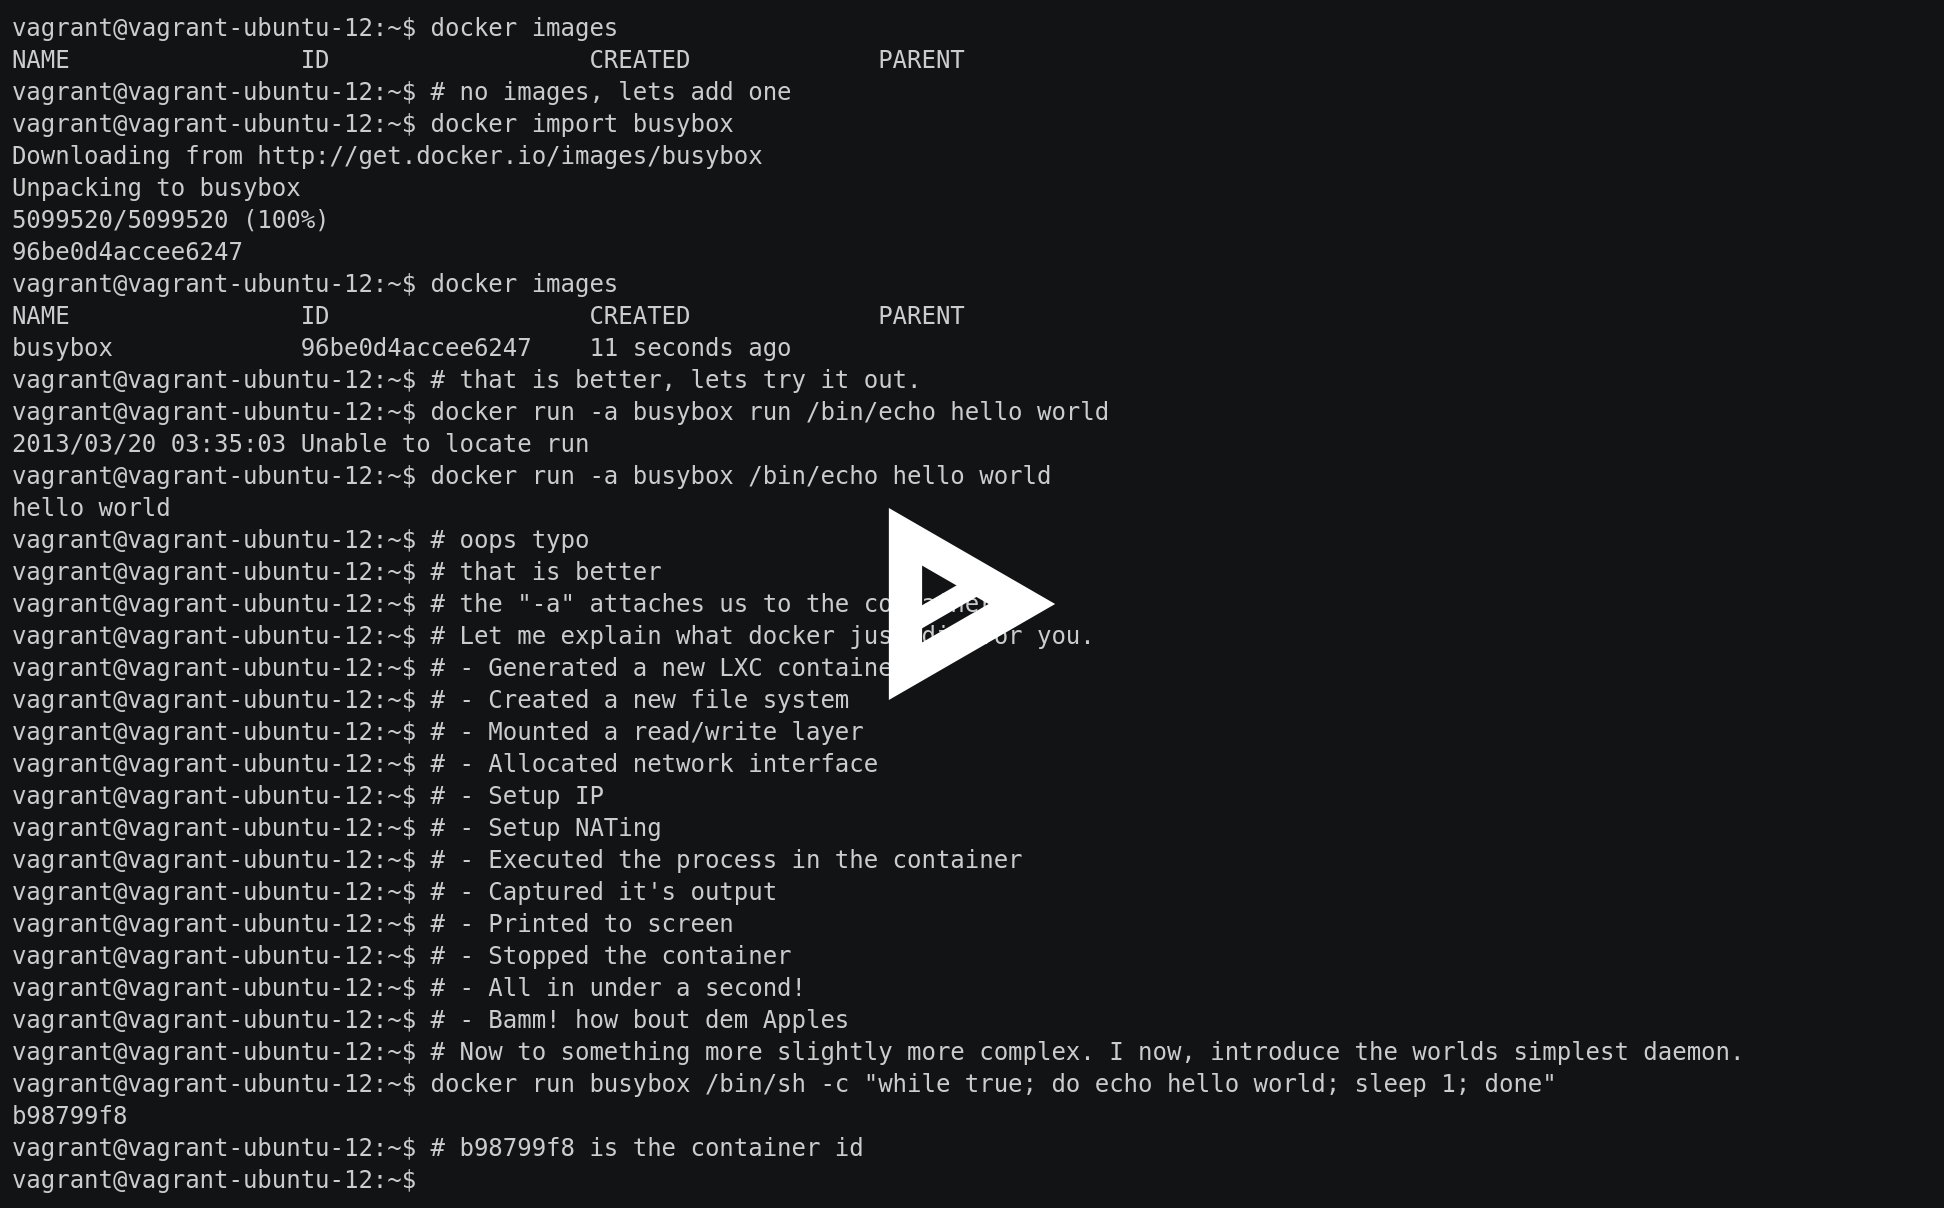 vagrant@vagrant-ubuntu-12:~$ docker images
NAME                ID                  CREATED             PARENT
vagrant@vagrant-ubuntu-12:~$ # no images, lets add one
vagrant@vagrant-ubuntu-12:~$ docker import busybox
Downloading from http://get.docker.io/images/busybox
Unpacking to busybox
5099520/5099520 (100%)
96be0d4accee6247
vagrant@vagrant-ubuntu-12:~$ docker images
NAME                ID                  CREATED             PARENT
busybox             96be0d4accee6247    11 seconds ago
vagrant@vagrant-ubuntu-12:~$ # that is better, lets try it out.
vagrant@vagrant-ubuntu-12:~$ docker run -a busybox run /bin/echo hello world
2013/03/20 03:35:03 Unable to locate run
vagrant@vagrant-ubuntu-12:~$ docker run -a busybox /bin/echo hello world
hello world
vagrant@vagrant-ubuntu-12:~$ # oops typo
vagrant@vagrant-ubuntu-12:~$ # that is better
vagrant@vagrant-ubuntu-12:~$ # the "-a" attaches us to the container
vagrant@vagrant-ubuntu-12:~$ # Let me explain what docker just did for you.
vagrant@vagrant-ubuntu-12:~$ # - Generated a new LXC container
vagrant@vagrant-ubuntu-12:~$ # - Created a new file system
vagrant@vagrant-ubuntu-12:~$ # - Mounted a read/write layer
vagrant@vagrant-ubuntu-12:~$ # - Allocated network interface
vagrant@vagrant-ubuntu-12:~$ # - Setup IP
vagrant@vagrant-ubuntu-12:~$ # - Setup NATing
vagrant@vagrant-ubuntu-12:~$ # - Executed the process in the container
vagrant@vagrant-ubuntu-12:~$ # - Captured it's output
vagrant@vagrant-ubuntu-12:~$ # - Printed to screen
vagrant@vagrant-ubuntu-12:~$ # - Stopped the container
vagrant@vagrant-ubuntu-12:~$ # - All in under a second!
vagrant@vagrant-ubuntu-12:~$ # - Bamm! how bout dem Apples
vagrant@vagrant-ubuntu-12:~$ # Now to something more slightly more complex. I now, introduce the worlds simplest daemon.
vagrant@vagrant-ubuntu-12:~$ docker run busybox /bin/sh -c "while true; do echo hello world; sleep 1; done"
b98799f8
vagrant@vagrant-ubuntu-12:~$ # b98799f8 is the container id
vagrant@vagrant-ubuntu-12:~$